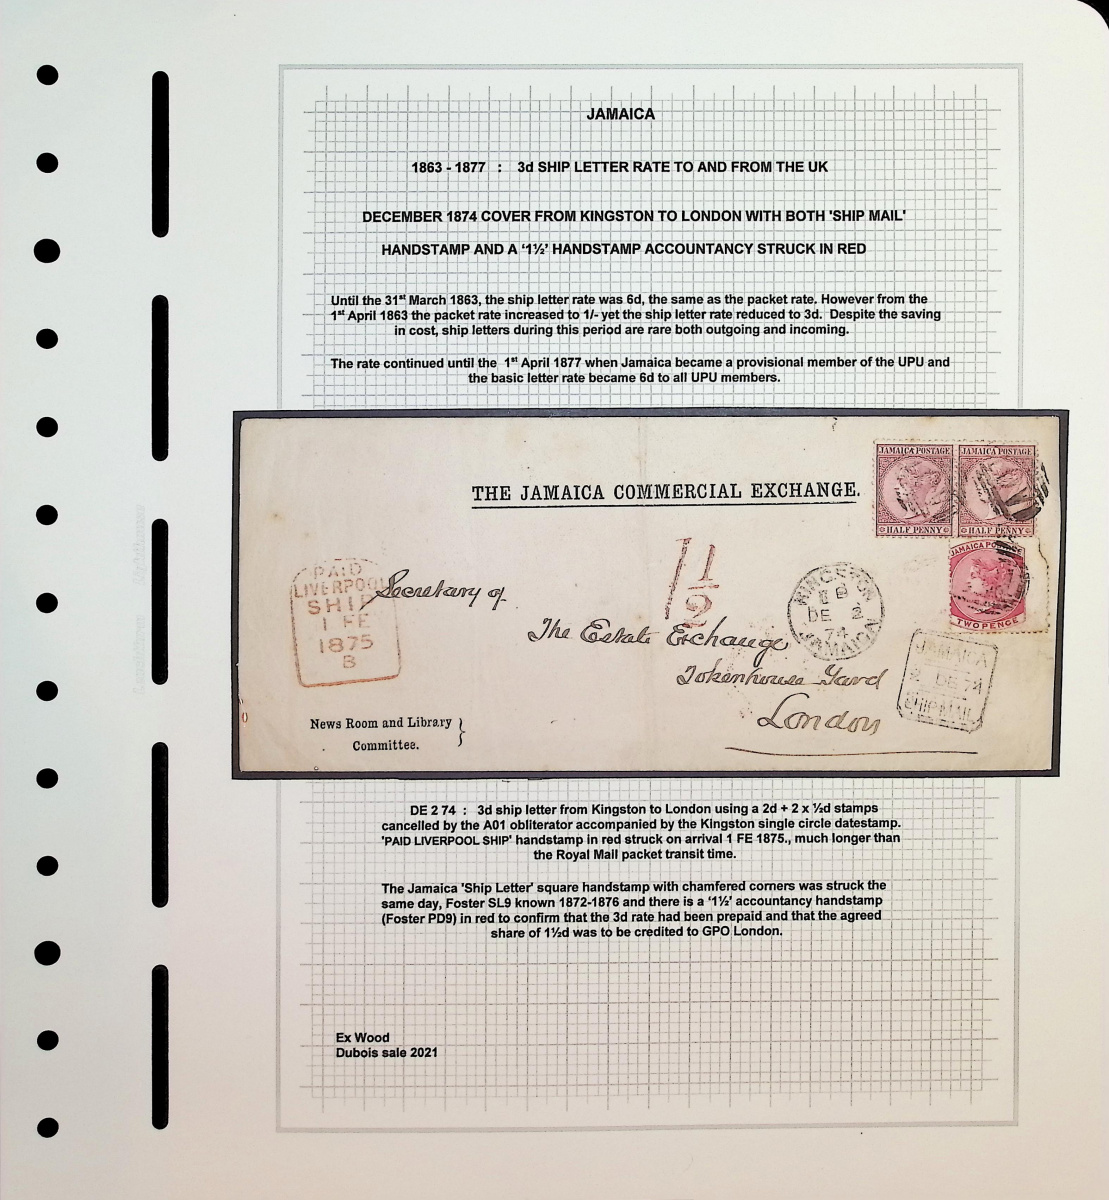 JAMAICA
1863 - 1877 : 3d SHIP LETTER RATE TO AND FROM THE UK
DECEMBER 1874 COVER FROM KINGSTON TO LONDON WITH BOTH 'SHIP MAIL'
HANDSTAMP AND A ‘1½’ HANDSTAMP ACCOUNTANCY STRUCK IN RED
Until the 31st March 1863, the ship letter rate was 6d, the same as the packet rate. However from the
1st April 1863 the packet rate increased to 1/- yet the ship letter rate reduced to 3d. Despite the saving
in cost, ship letters during this period are rare both outgoing and incoming.
The rate continued until the 1st April 1877 when Jamaica became a provisional member of the UPU and
the basic letter rate became 6d to all UPU members.
JAMAICA POSTAGE
HALF PENNY
JAMAICA POSTAGE
HALF PENNY
THE JAMAICA COMMERCIAL EXCHANGE.
JAMAICA POSTAGE
TWO PENCE
1½
PAID
LIVERPOOL
SHIP
1 FE
1875
B
Secretary of
The Estate Exchange
Tokenhouse Yard
London
KINGSTON
B
DE 2
74
JAMAICA
JAMAICA
2 DE 74
SHIP MAIL
News Room and Library
Committee.
DE 2 74 : 3d ship letter from Kingston to London using a 2d + 2 x ½d stamps
cancelled by the A01 obliterator accompanied by the Kingston single circle datestamp.
'PAID LIVERPOOL SHIP' handstamp in red struck on arrival 1 FE 1875., much longer than
the Royal Mail packet transit time.
The Jamaica 'Ship Letter' square handstamp with chamfered corners was struck the
same day, Foster SL9 known 1872-1876 and there is a ‘1½’ accountancy handstamp
(Foster PD9) in red to confirm that the 3d rate had been prepaid and that the agreed
share of 1½d was to be credited to GPO London.
Ex Wood
Dubois sale 2021